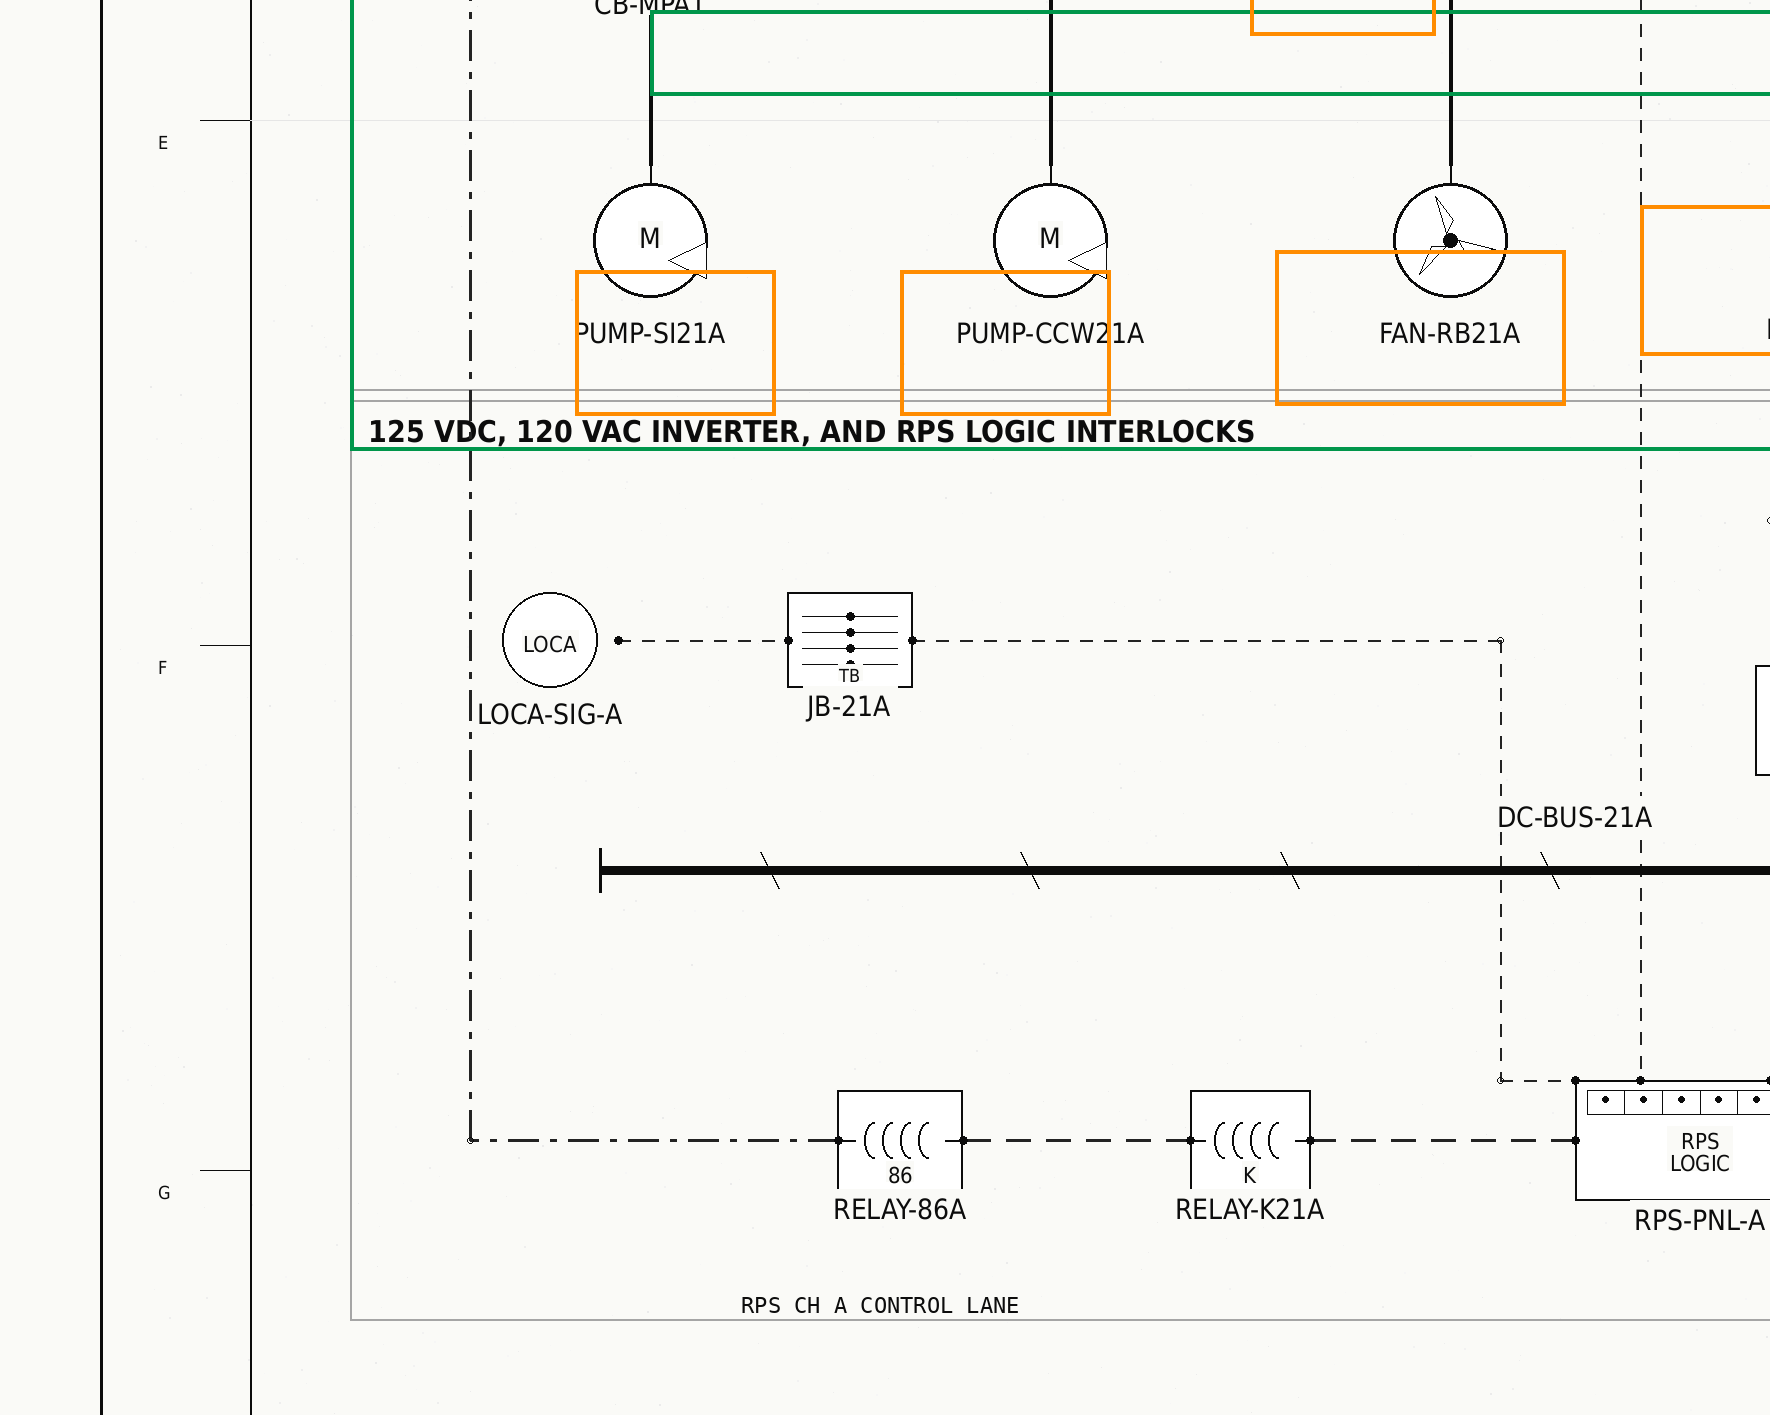 CB-MPA1
E
M
M
PUMP-SI21A
PUMP-CCW21A
FAN-RB21A
125 VDC, 120 VAC INVERTER, AND RPS LOGIC INTERLOCKS
LOCA
F
TB
LOCA-SIG-A
JB-21A
DC-BUS-21A
RPS
LOGIC
86
K
G
RELAY-86A
RELAY-K21A
RPS-PNL-A
RPS CH A CONTROL LANE